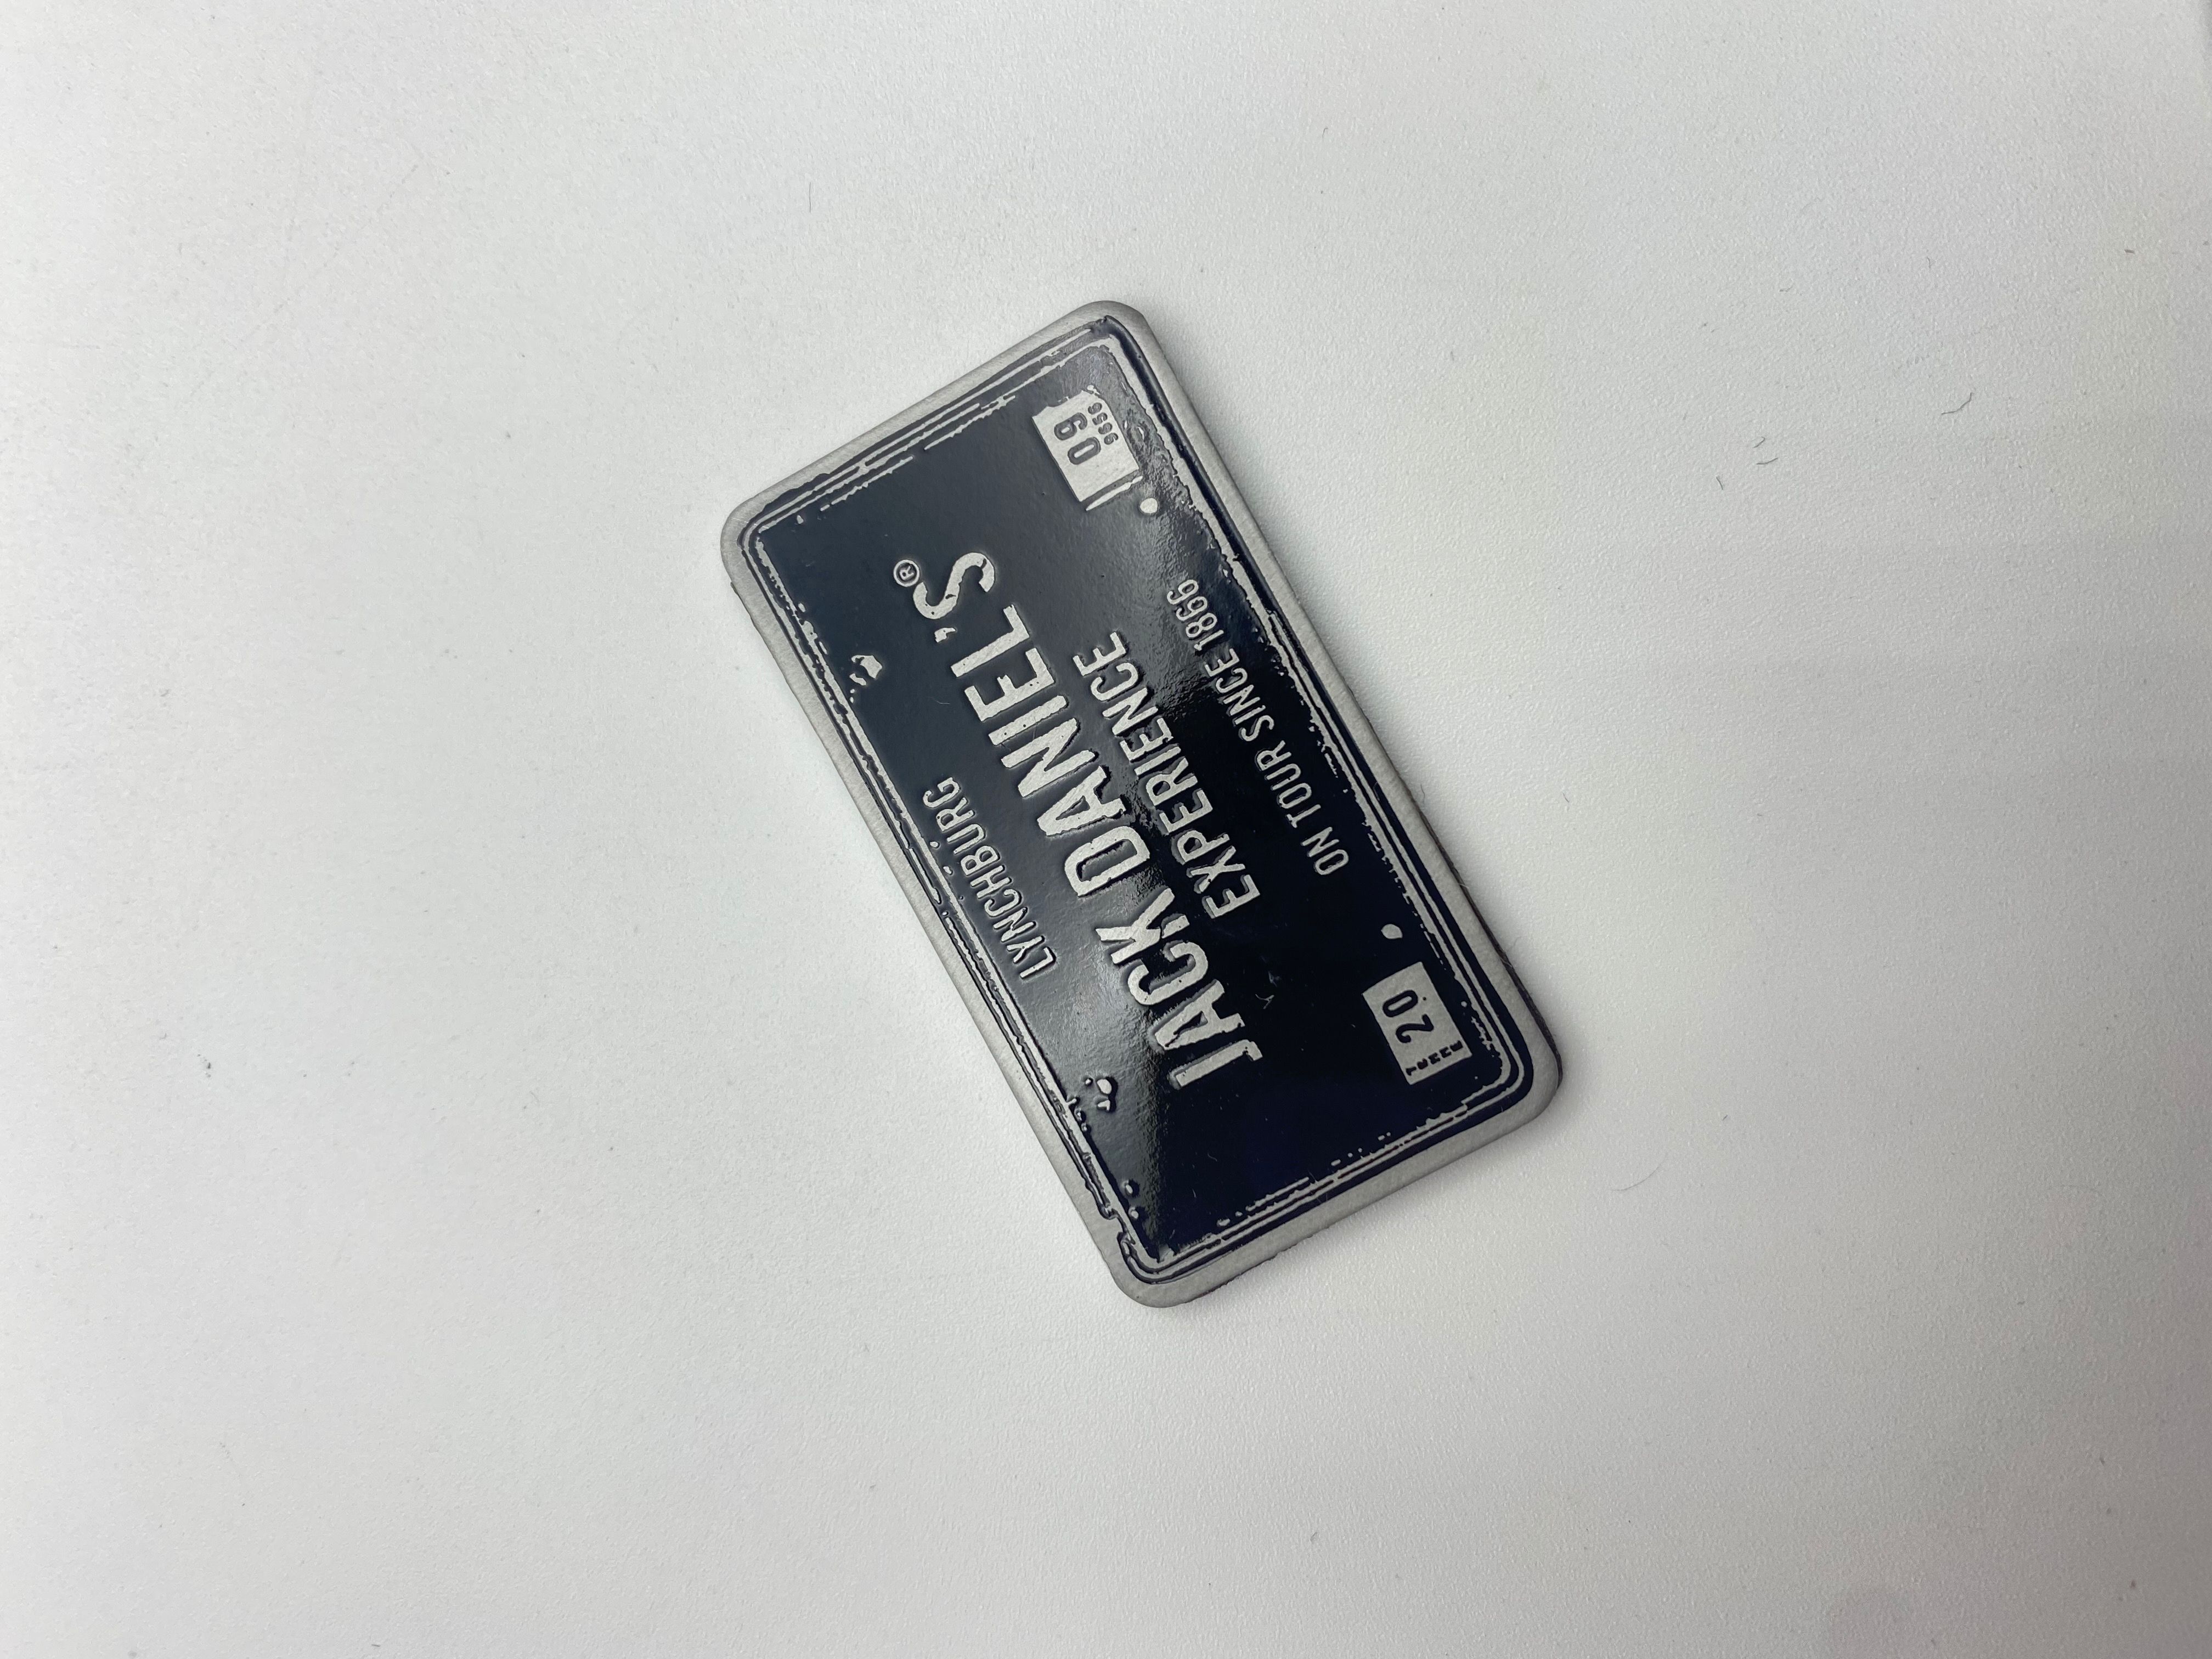 LYNCHBURG
JACK DANIEL'S®
EXPERIENCE
ON TOUR SINCE 1866
20
09